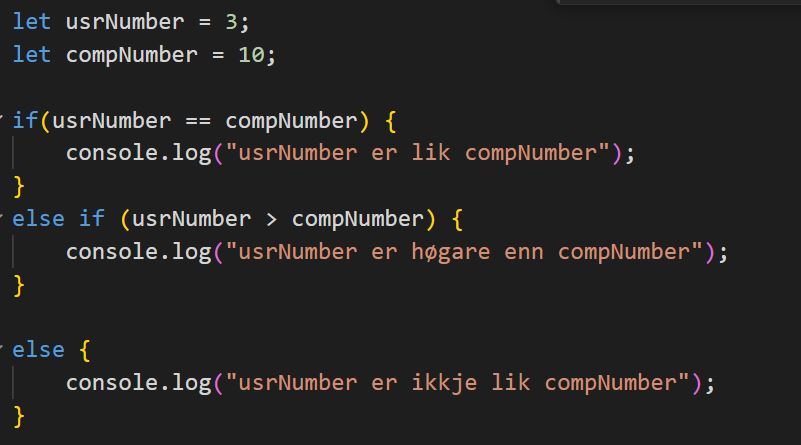 let usrNumber = 3;
let compNumber = 10;
if(usrNumber == compNumber) {
    console.log("usrNumber er lik compNumber");
}
else if (usrNumber > compNumber) {
    console.log("usrNumber er høgare enn compNumber");
}
else {
    console.log("usrNumber er ikkje lik compNumber");
}